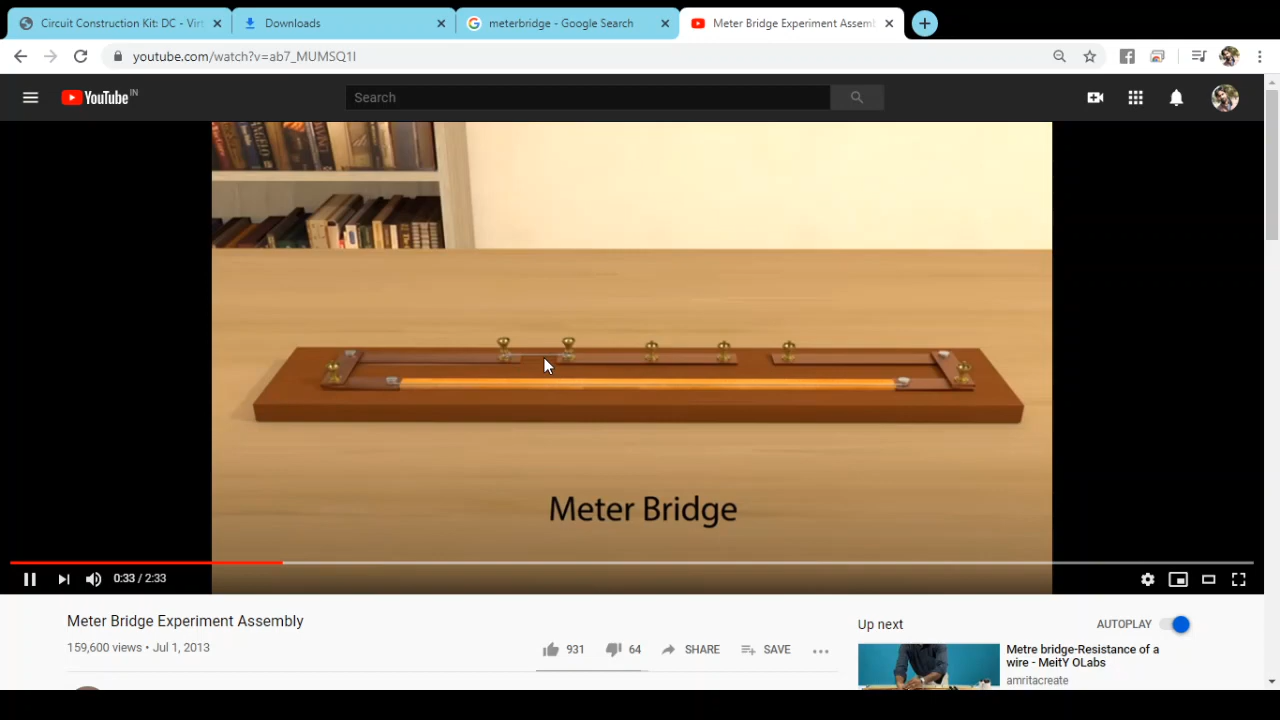 Circuit Construction Kit: DC - Virt
Downloads
meterbridge - Google Search
Meter Bridge Experiment Assemb
youtube.com/watch?v=ab7_MUMSQ1I
YouTube IN
Search
Meter Bridge
0:33 / 2:33
Meter Bridge Experiment Assembly
159,600 views • Jul 1, 2013
931
64
SHARE
SAVE
Up next
AUTOPLAY
Metre bridge-Resistance of a
wire - MeitY OLabs
amritacreate